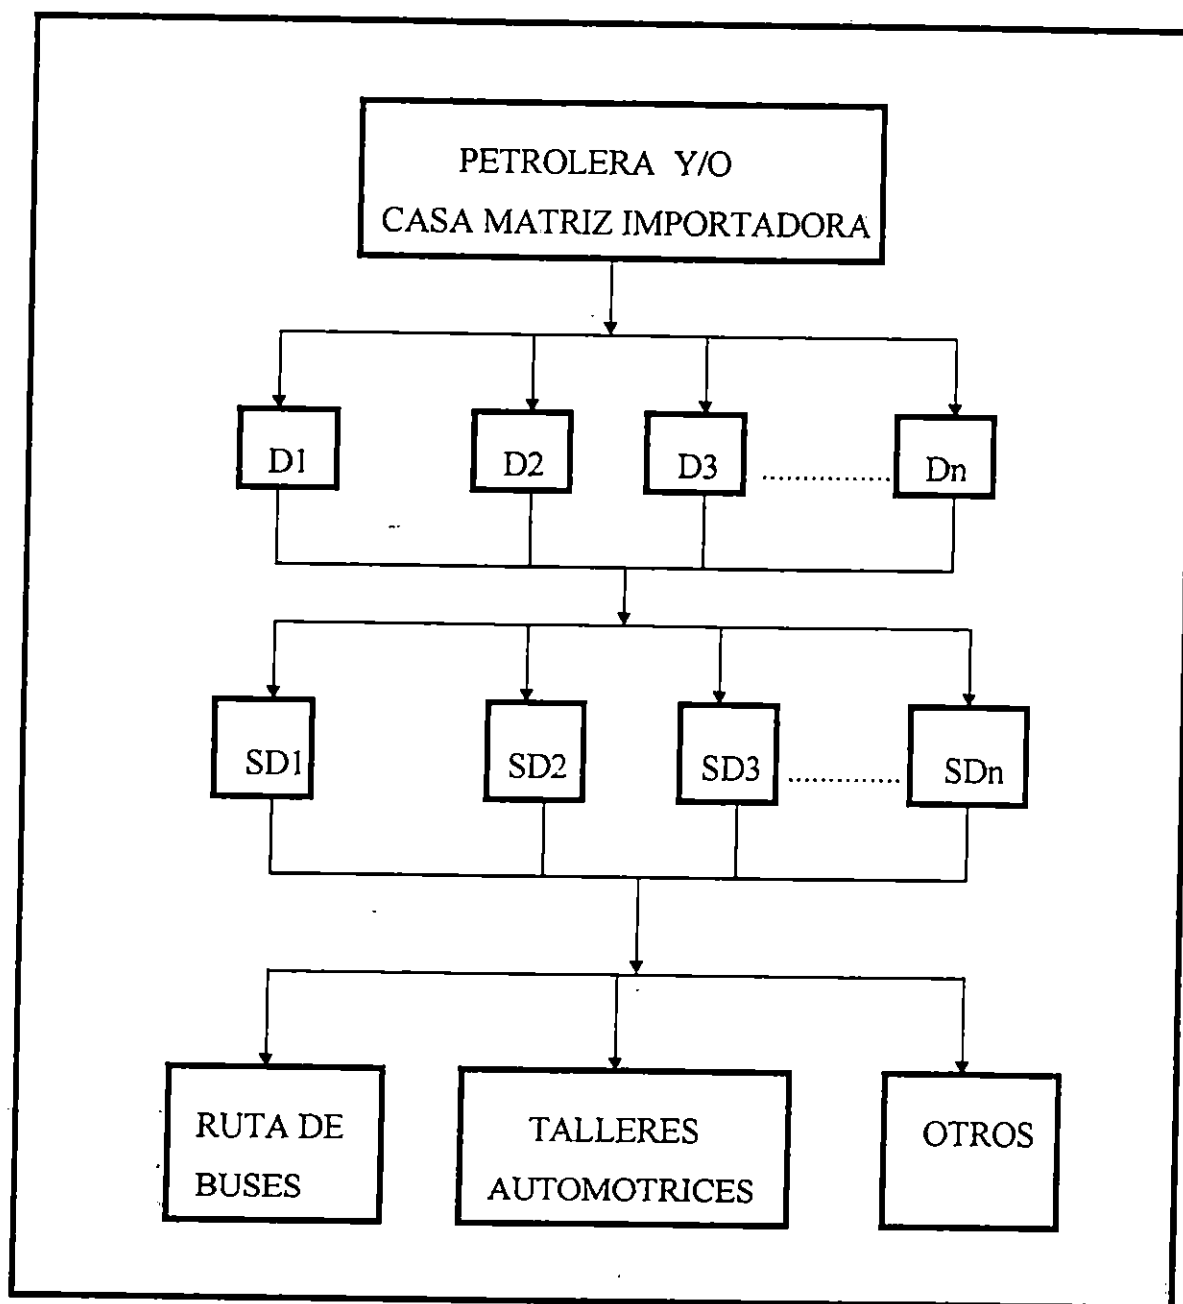 PETROLERA Y/O
CASA MATRIZ IMPORTADORA
D1
D2
D3
..............
Dn
SD1
SD2
SD3
..............
SDn
RUTA DE
BUSES
TALLERES
AUTOMOTRICES
OTROS